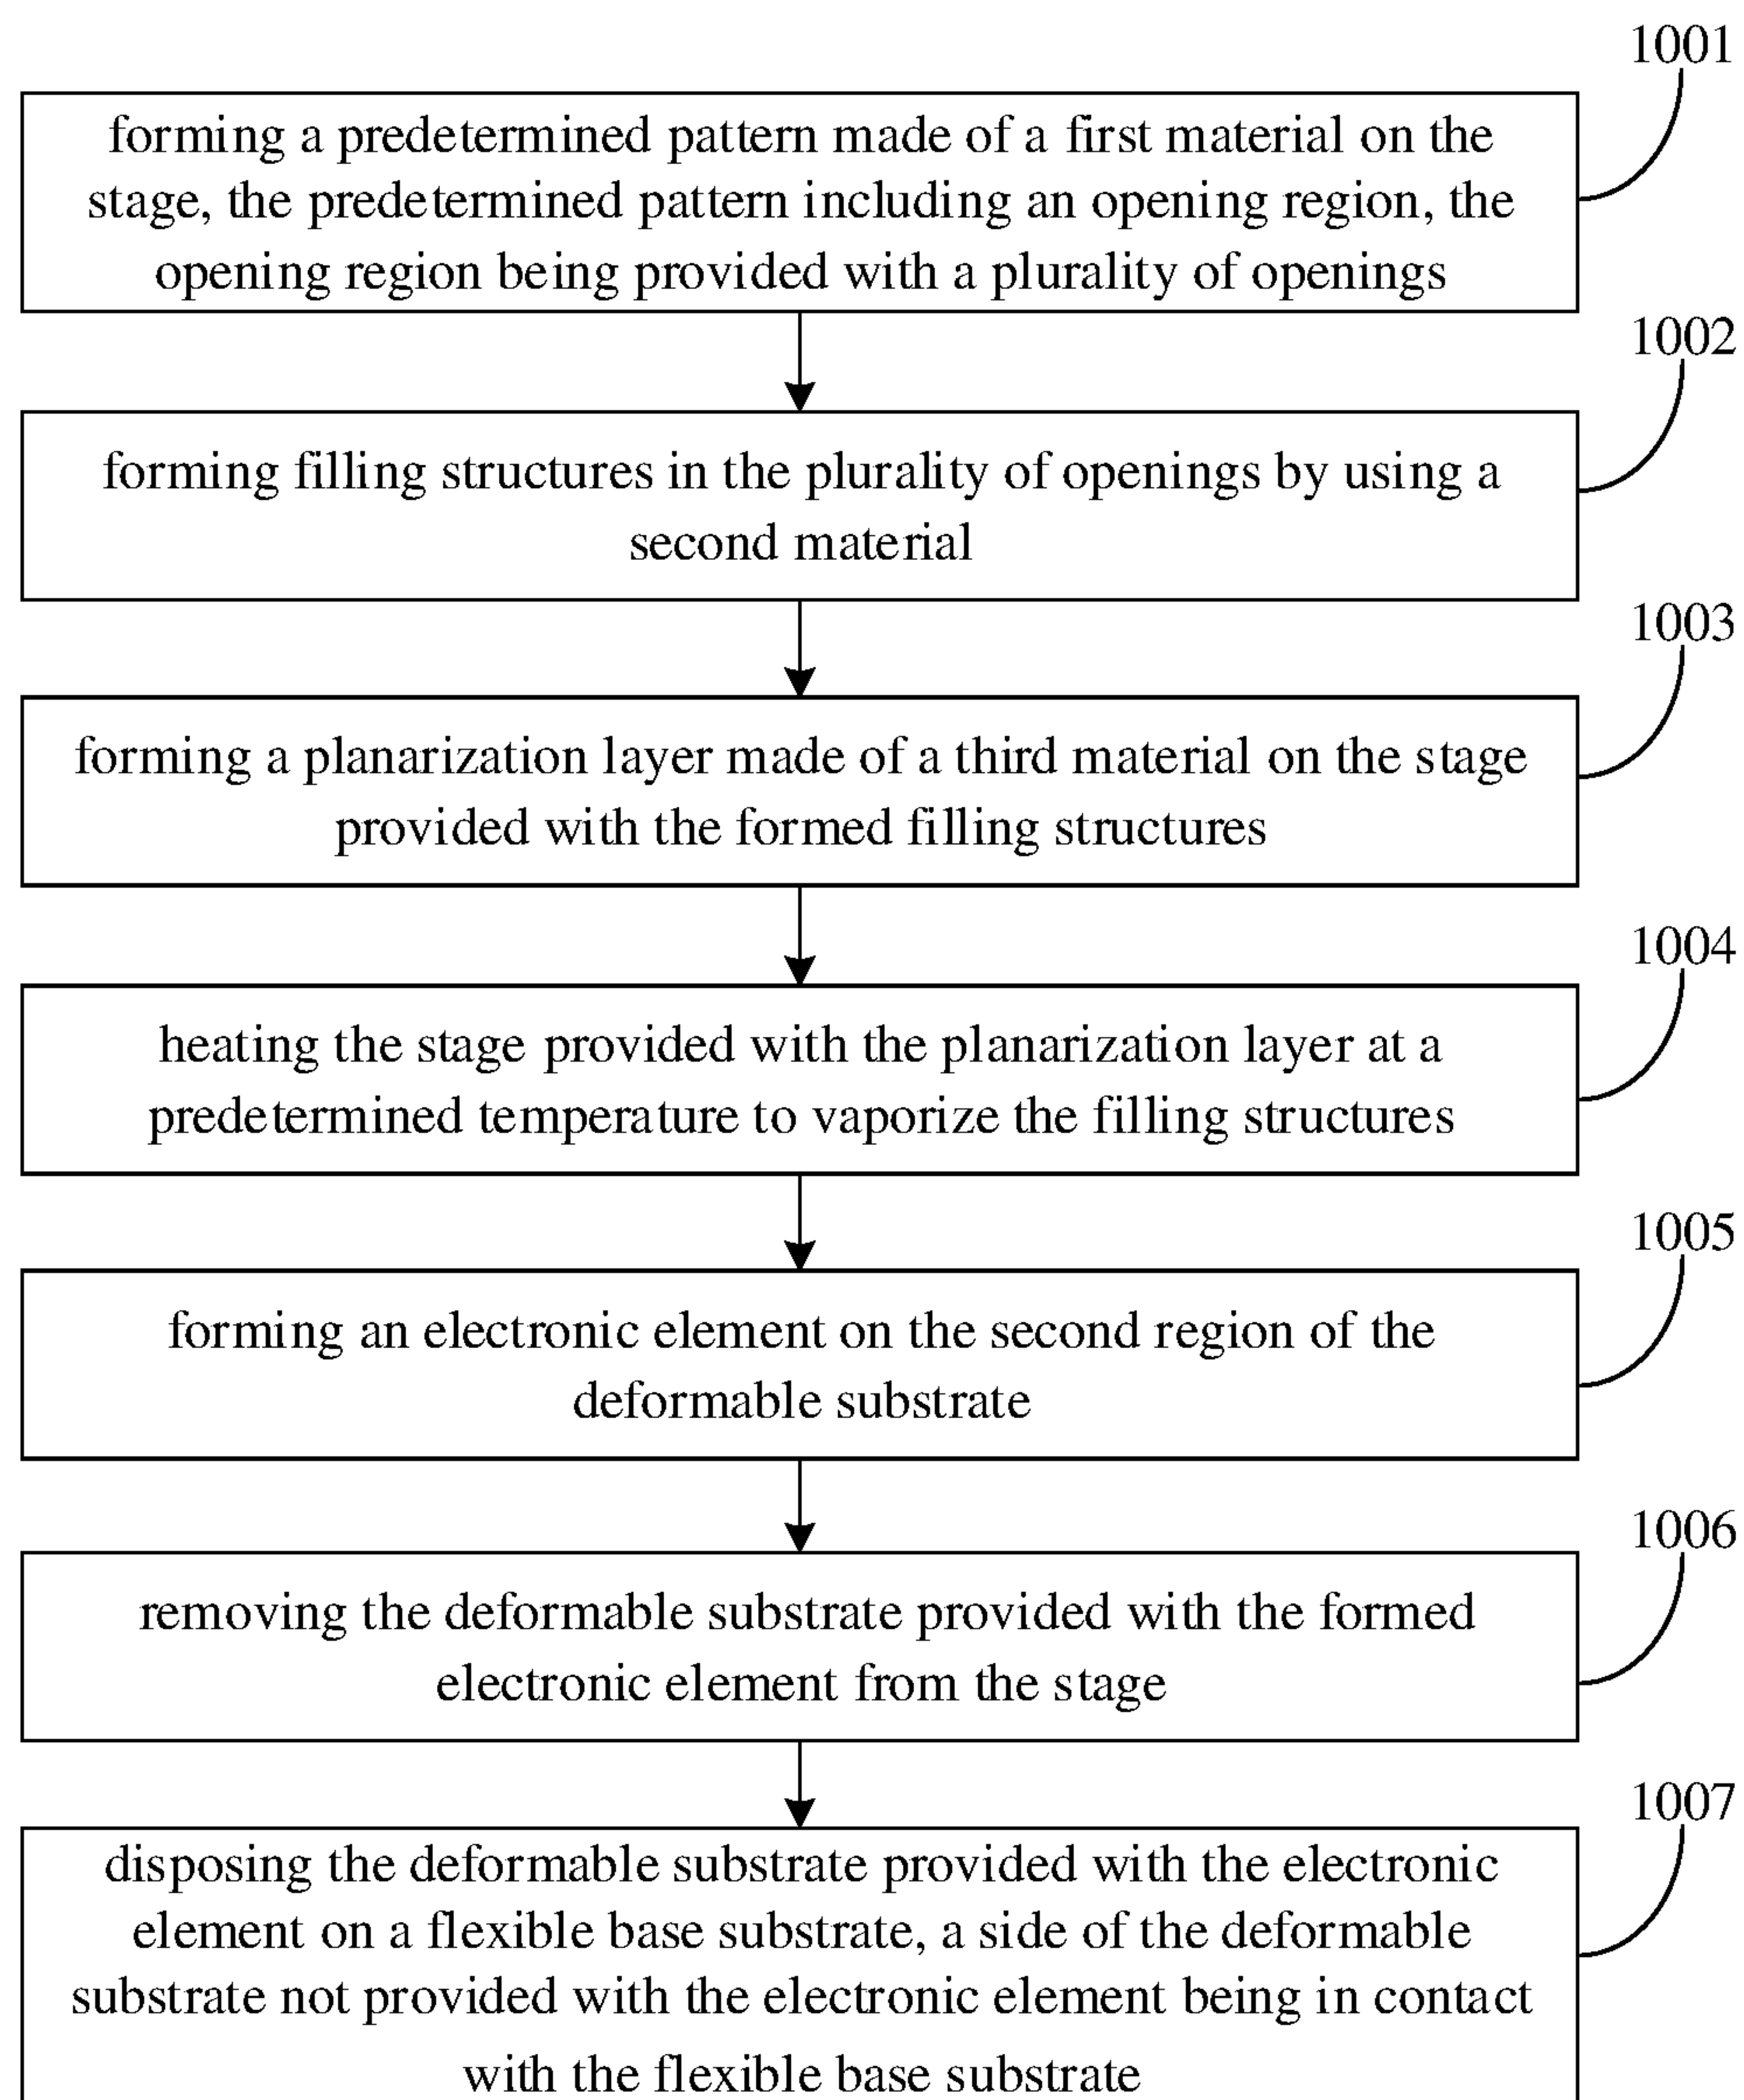 1001
forming a predetermined pattern made of a first material on the
stage, the predetermined pattern including an opening region, the
opening region being provided with a plurality of openings
1002
forming filling structures in the plurality of openings by using a
second material
1003
forming a planarization layer made of a third material on the stage
provided with the formed filling structures
1004
heating the stage provided with the planarization layer at a
predetermined temperature to vaporize the filling structures
1005
forming an electronic element on the second region of the
deformable substrate
1006
removing the deformable substrate provided with the formed
electronic element from the stage
1007
disposing the deformable substrate provided with the electronic
element on a flexible base substrate, a side of the deformable
substrate not provided with the electronic element being in contact
with the flexible base substrate